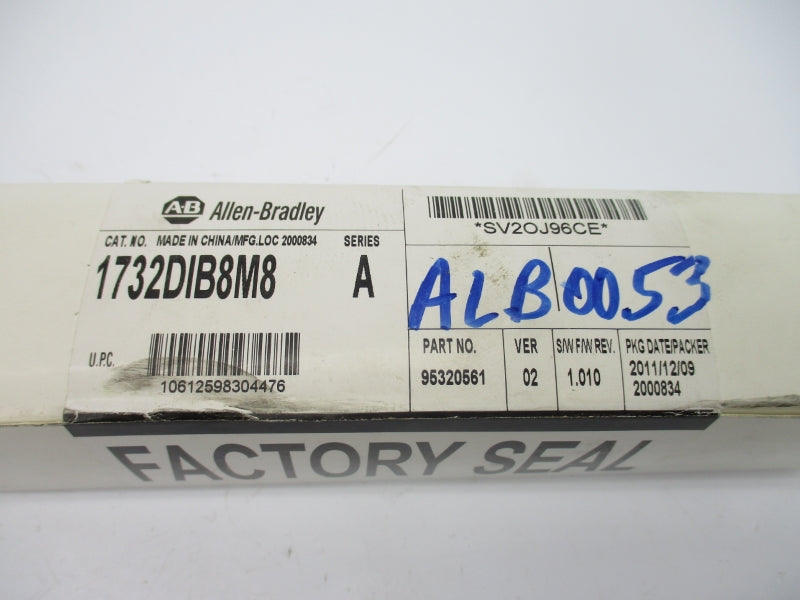 A-B Allen-Bradley
CAT. NO. MADE IN CHINA/MFG.LOC 2000834 SERIES
1732DIB8M8 A
U.P.C.
10612598304476
*SV2OJ96CE*
ALB0053
PART NO. VER S/W F/W REV. PKG DATE/PACKER
95320561 02 1.010 2011/12/09
2000834
FACTORY SEAL